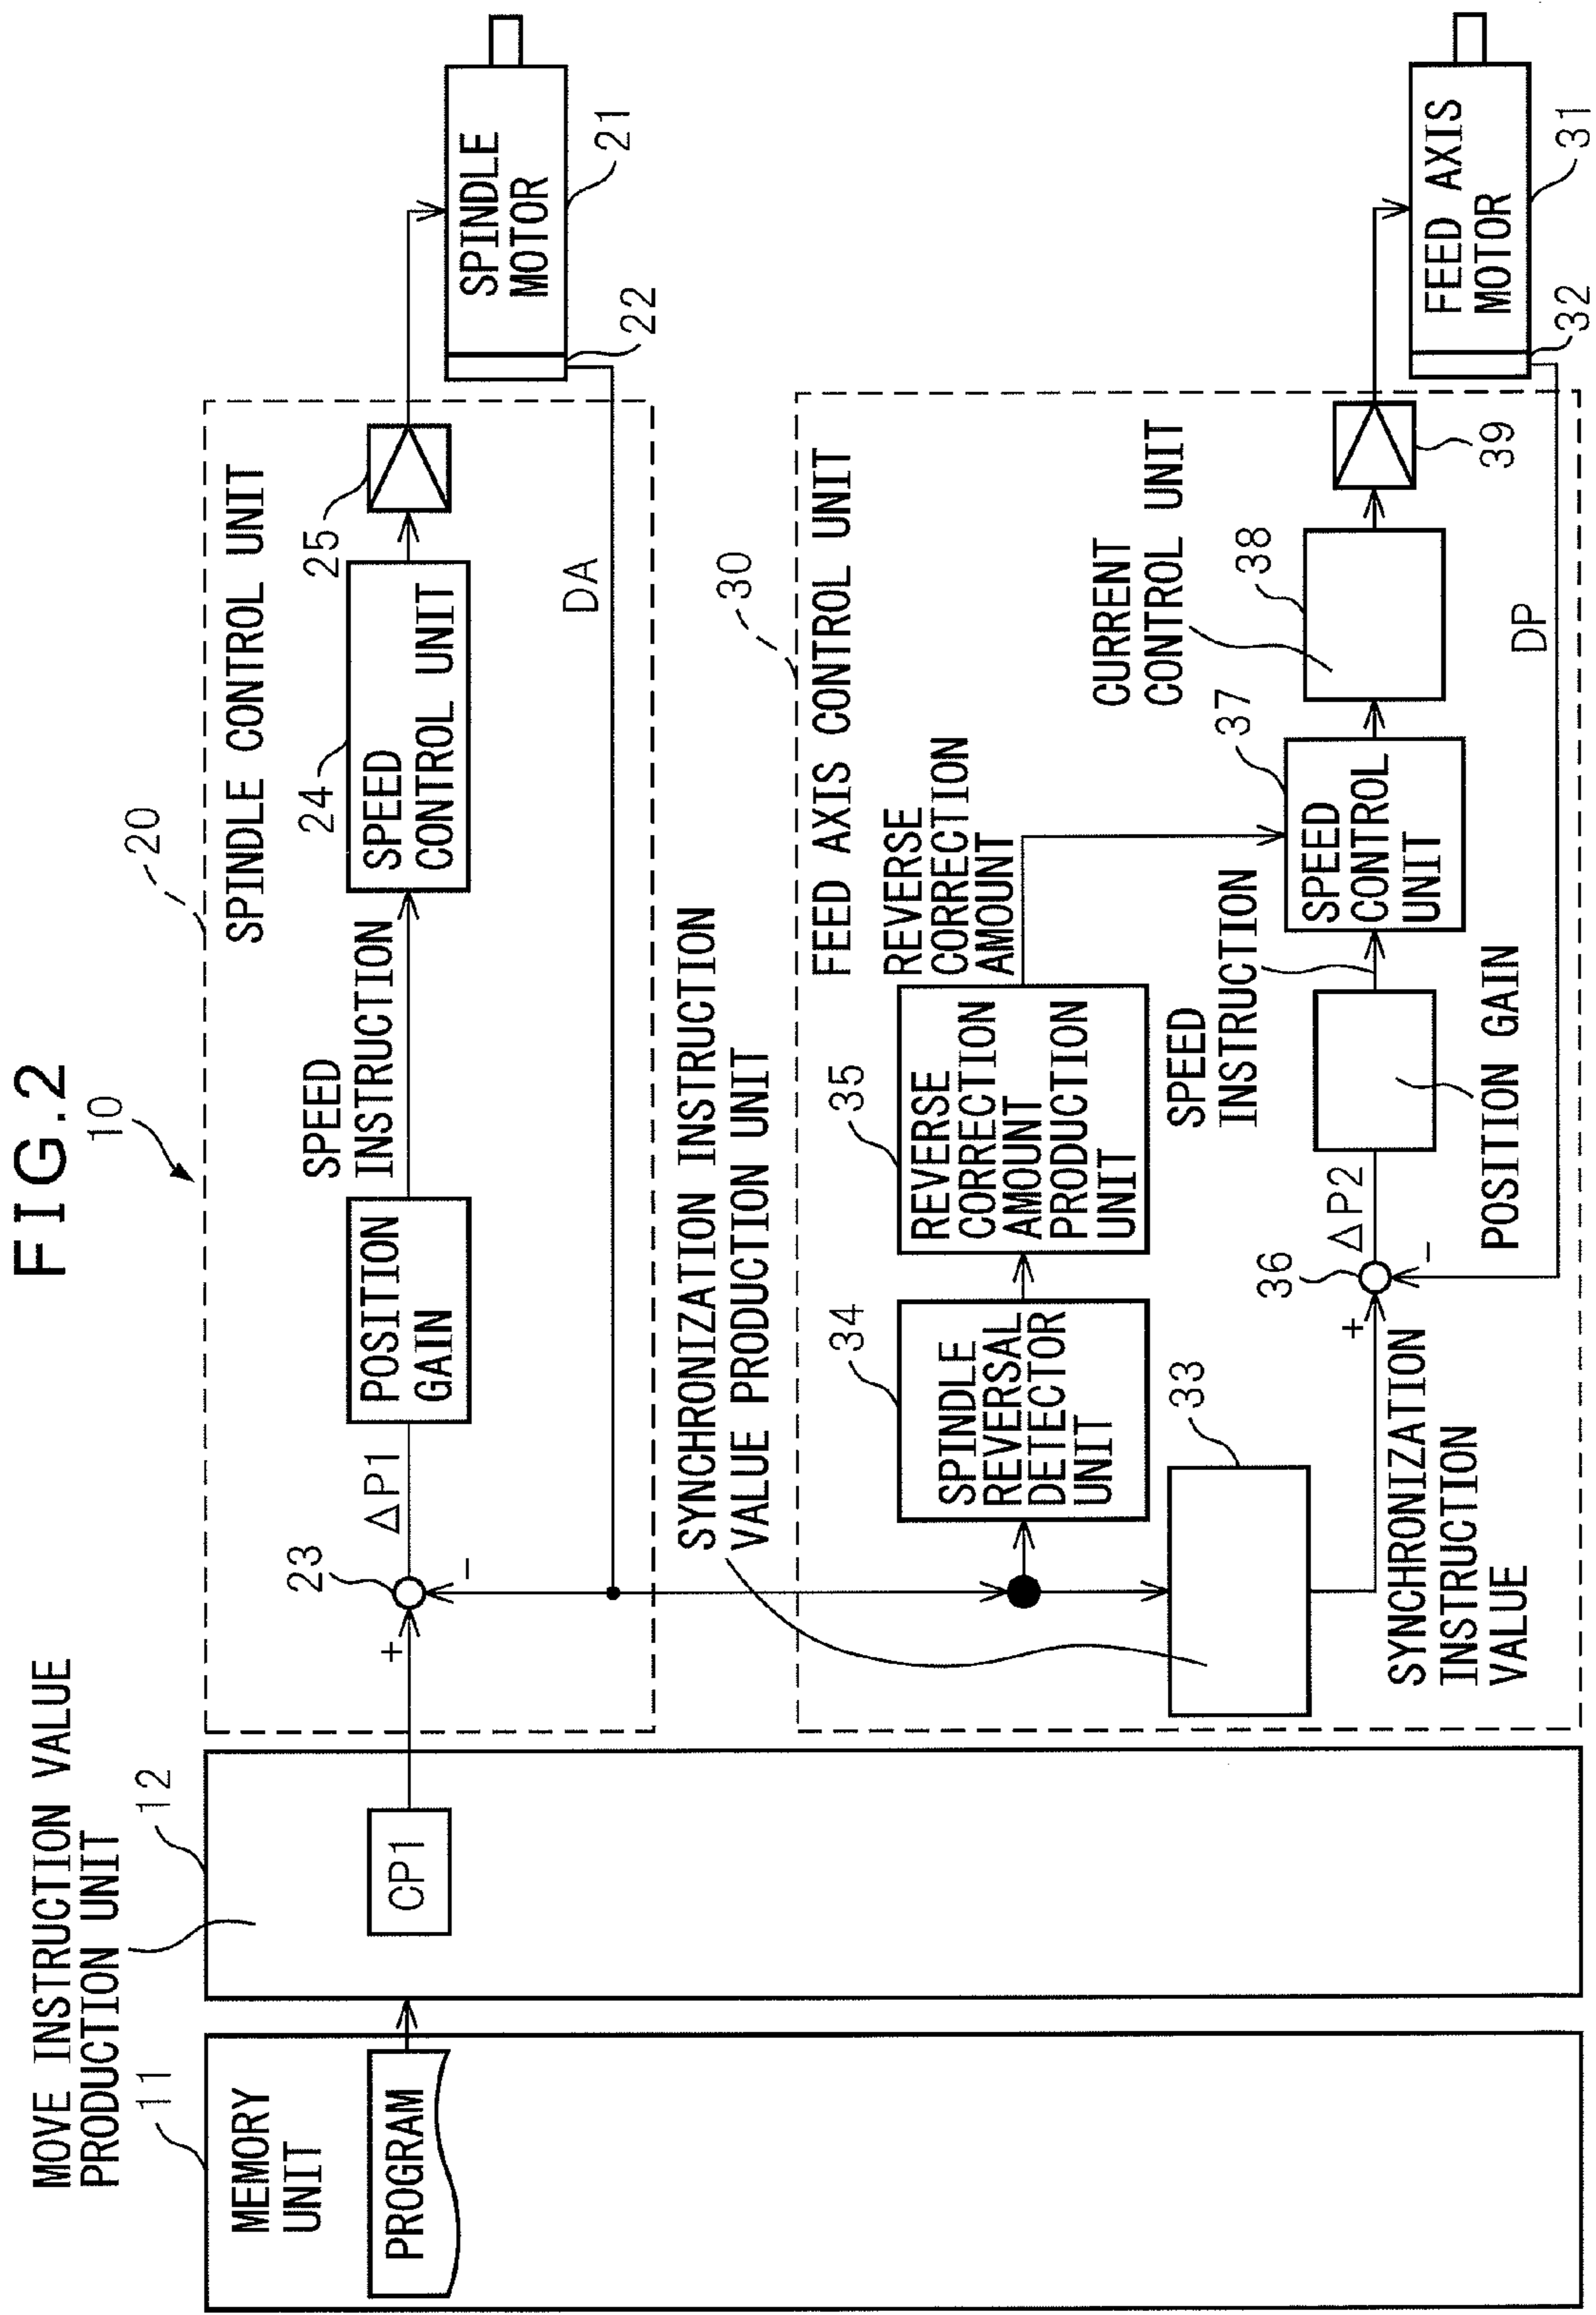 FIG.2
10
MOVE INSTRUCTION VALUE
PRODUCTION UNIT
11
12
MEMORY
UNIT
PROGRAM
CP1
20
SPINDLE CONTROL UNIT
+
-
23
ΔP1
POSITION
GAIN
SPEED
INSTRUCTION
24
SPEED
CONTROL UNIT
25
DA
SPINDLE
MOTOR
21
22
SYNCHRONIZATION INSTRUCTION
VALUE PRODUCTION UNIT
30
FEED AXIS CONTROL UNIT
34
SPINDLE
REVERSAL
DETECTOR
UNIT
35
REVERSE
CORRECTION
AMOUNT
PRODUCTION
UNIT
REVERSE
CORRECTION
AMOUNT
33
SYNCHRONIZATION
INSTRUCTION
VALUE
+
-
36
ΔP2
POSITION GAIN
SPEED
INSTRUCTION
37
SPEED
CONTROL
UNIT
CURRENT
CONTROL UNIT
38
39
DP
FEED AXIS
MOTOR
31
32